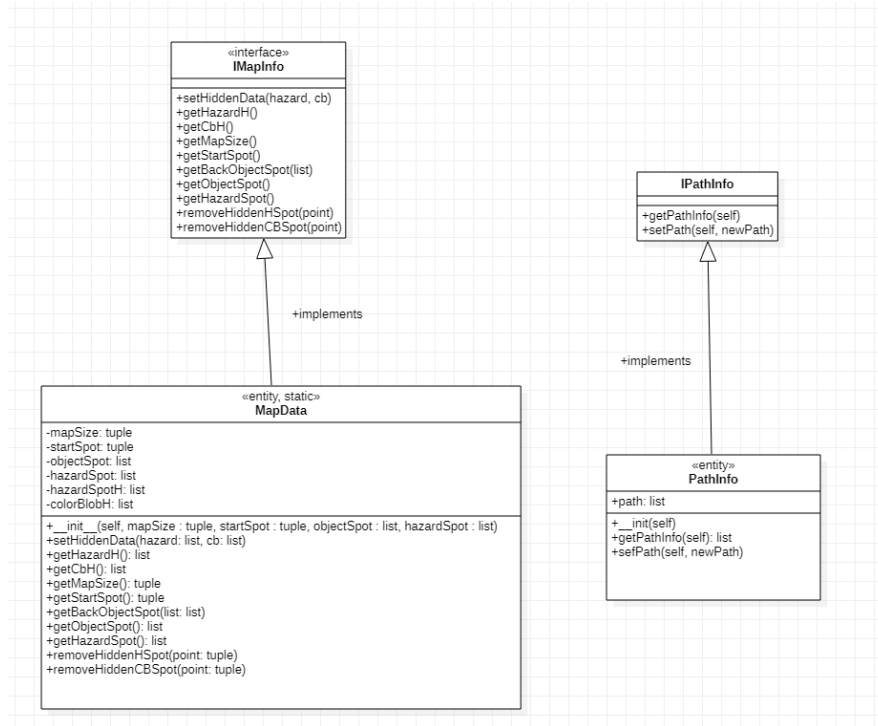 «interface»
IMapInfo
+setHiddenData(hazard, cb)
+getHazardH()
+getCbH()
+getMapSize()
+getStartSpot()
+getBackObjectSpot(list)
+getObjectSpot()
+getHazardSpot()
+removeHiddenHSpot(point)
+removeHiddenCBSpot(point)
IPathInfo
+getPathInfo(self)
+setPath(self, newPath)
+implements
+implements
«entity, static»
MapData
-mapSize: tuple
-startSpot: tuple
-objectSpot: list
-hazardSpot: list
-hazardSpotH: list
-colorBlobH: list
+__init__(self, mapSize : tuple, startSpot : tuple, objectSpot : list, hazardSpot : list)
+setHiddenData(hazard: list, cb: list)
+getHazardH(): list
+getCbH(): list
+getMapSize(): tuple
+getStartSpot(): tuple
+getBackObjectSpot(list: list)
+getObjectSpot(): list
+getHazardSpot(): list
+removeHiddenHSpot(point: tuple)
+removeHiddenCBSpot(point: tuple)
«entity»
PathInfo
+path: list
+__init(self)
+getPathInfo(self): list
+sefPath(self, newPath)